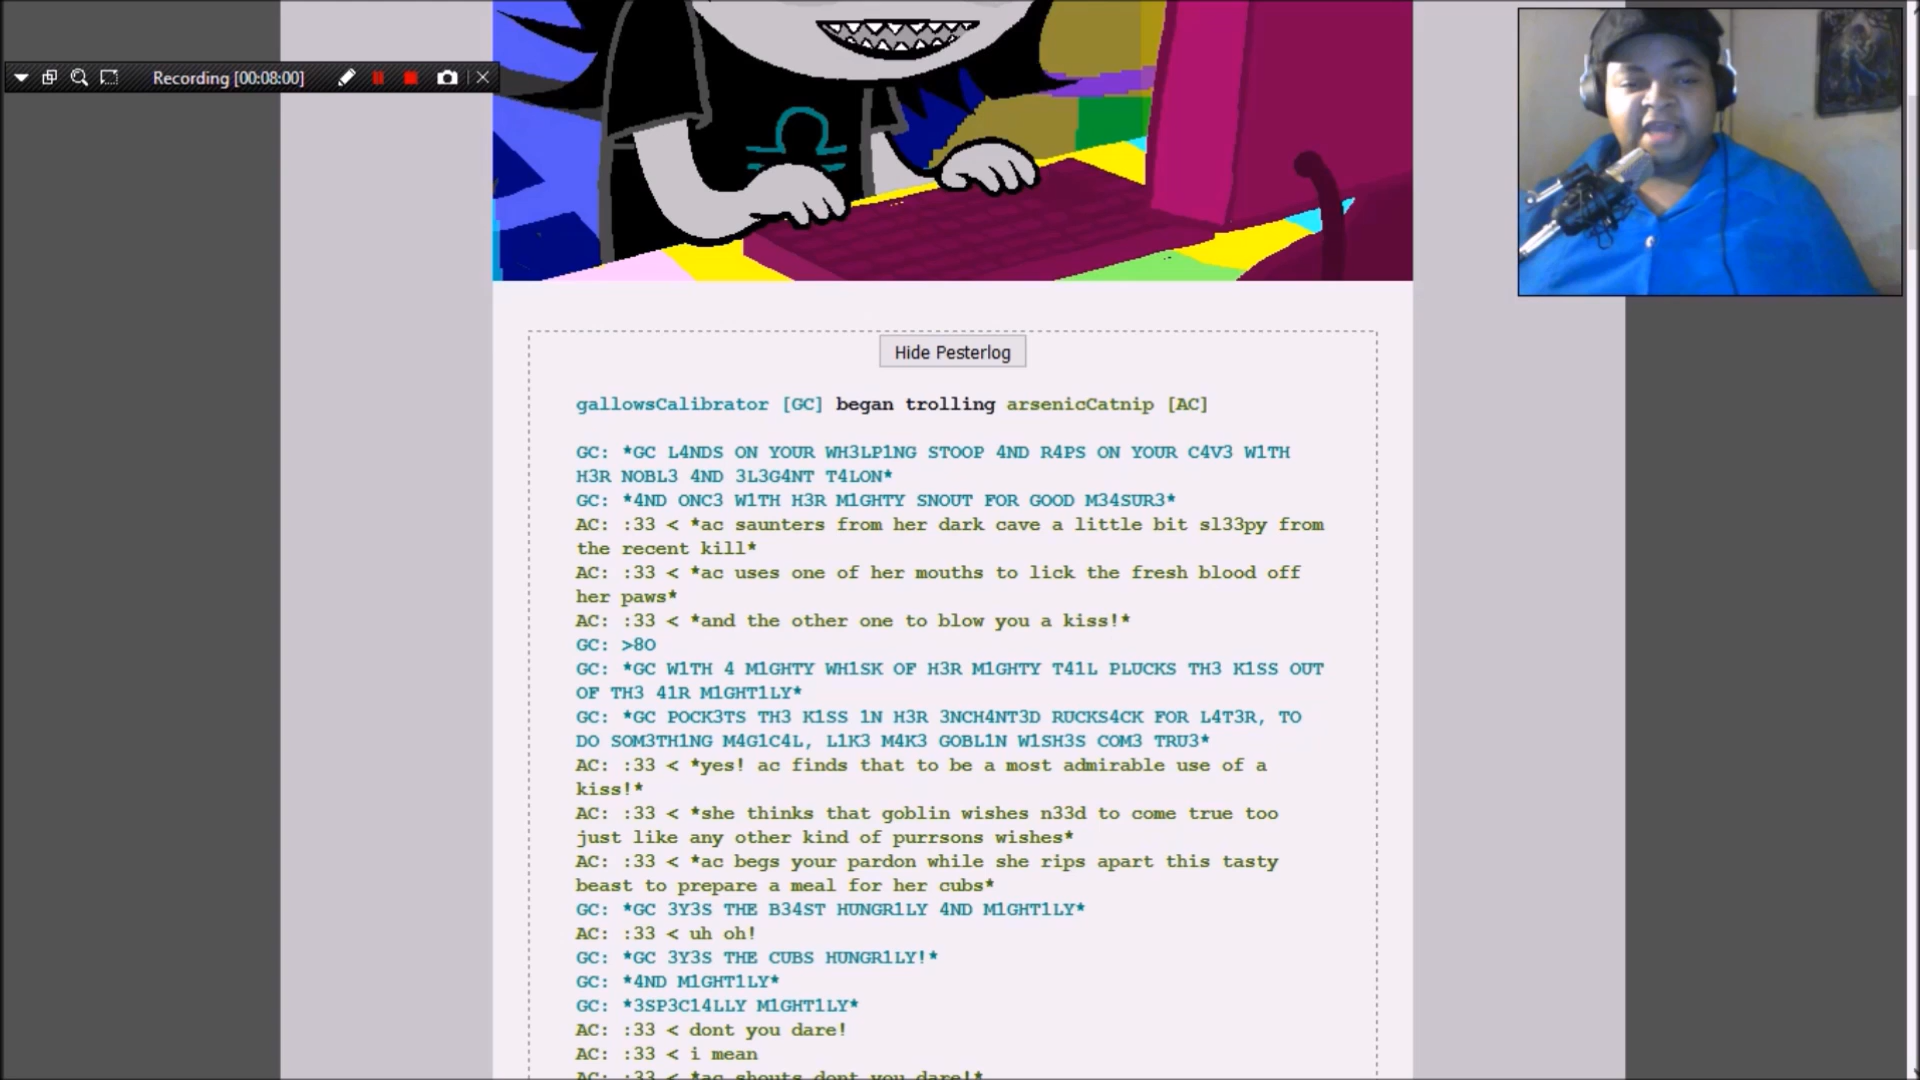 Recording [00:08:00]
Hide Pesterlog
gallowsCalibrator [GC] began trolling arsenicCatnip [AC]
GC: *GC L4NDS ON YOUR WH3LP1NG STOOP 4ND R4PS ON YOUR C4V3 W1TH
H3R NOBL3 4ND 3L3G4NT T4LON*
GC: *4ND ONC3 W1TH H3R M1GHTY SNOUT FOR GOOD M34SUR3*
AC: :33 < *ac saunters from her dark cave a little bit sl33py from
the recent kill*
AC: :33 < *ac uses one of her mouths to lick the fresh blood off
her paws*
AC: :33 < *and the other one to blow you a kiss!*
GC: >8O
GC: *GC W1TH 4 M1GHTY WH1SK OF H3R M1GHTY T41L PLUCKS TH3 K1SS OUT
OF TH3 41R M1GHT1LY*
GC: *GC POCK3TS TH3 K1SS 1N H3R 3NCH4NT3D RUCKS4CK FOR L4T3R, TO
DO SOM3TH1NG M4G1C4L, L1K3 M4K3 GOBL1N W1SH3S COM3 TRU3*
AC: :33 < *yes! ac finds that to be a most admirable use of a
kiss!*
AC: :33 < *she thinks that goblin wishes n33d to come true too
just like any other kind of purrsons wishes*
AC: :33 < *ac begs your pardon while she rips apart this tasty
beast to prepare a meal for her cubs*
GC: *GC 3Y3S THE B34ST HUNGR1LY 4ND M1GHT1LY*
AC: :33 < uh oh!
GC: *GC 3Y3S THE CUBS HUNGR1LY!*
GC: *4ND M1GHT1LY*
GC: *3SP3C14LLY M1GHT1LY*
AC: :33 < dont you dare!
AC: :33 < i mean
AC: :33 < *ac shouts dont you dare!*